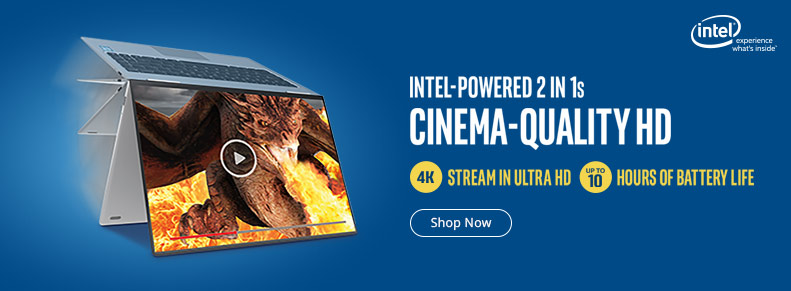 intel
experience
what's inside™
INTEL-POWERED 2 IN 1s
CINEMA-QUALITY HD
4K STREAM IN ULTRA HD UP TO 10 HOURS OF BATTERY LIFE
Shop Now